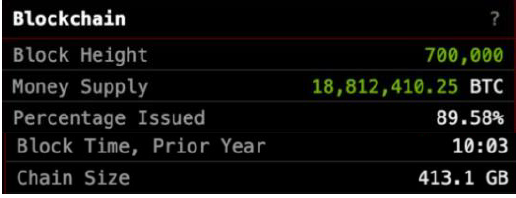 Blockchain ?
Block Height 700,000
Money Supply 18,812,410.25 BTC
Percentage Issued 89.58%
Block Time, Prior Year 10:03
Chain Size 413.1 GB